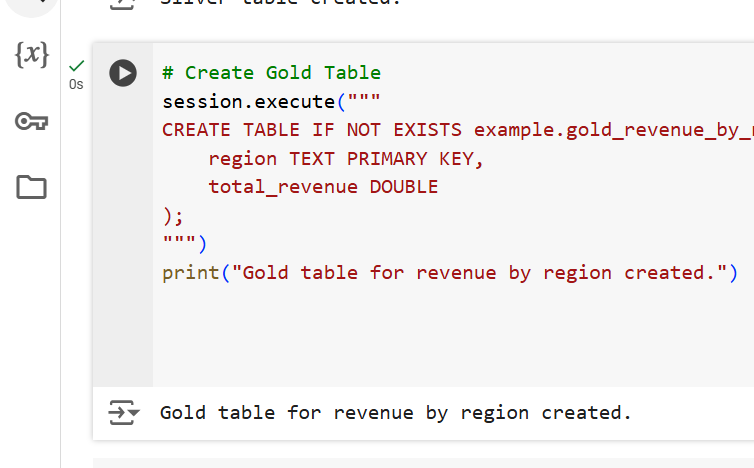 Silver table created.
{x}
0s
# Create Gold Table
session.execute("""
CREATE TABLE IF NOT EXISTS example.gold_revenue_by_
    region TEXT PRIMARY KEY,
    total_revenue DOUBLE
);
""")
print("Gold table for revenue by region created.")
Gold table for revenue by region created.